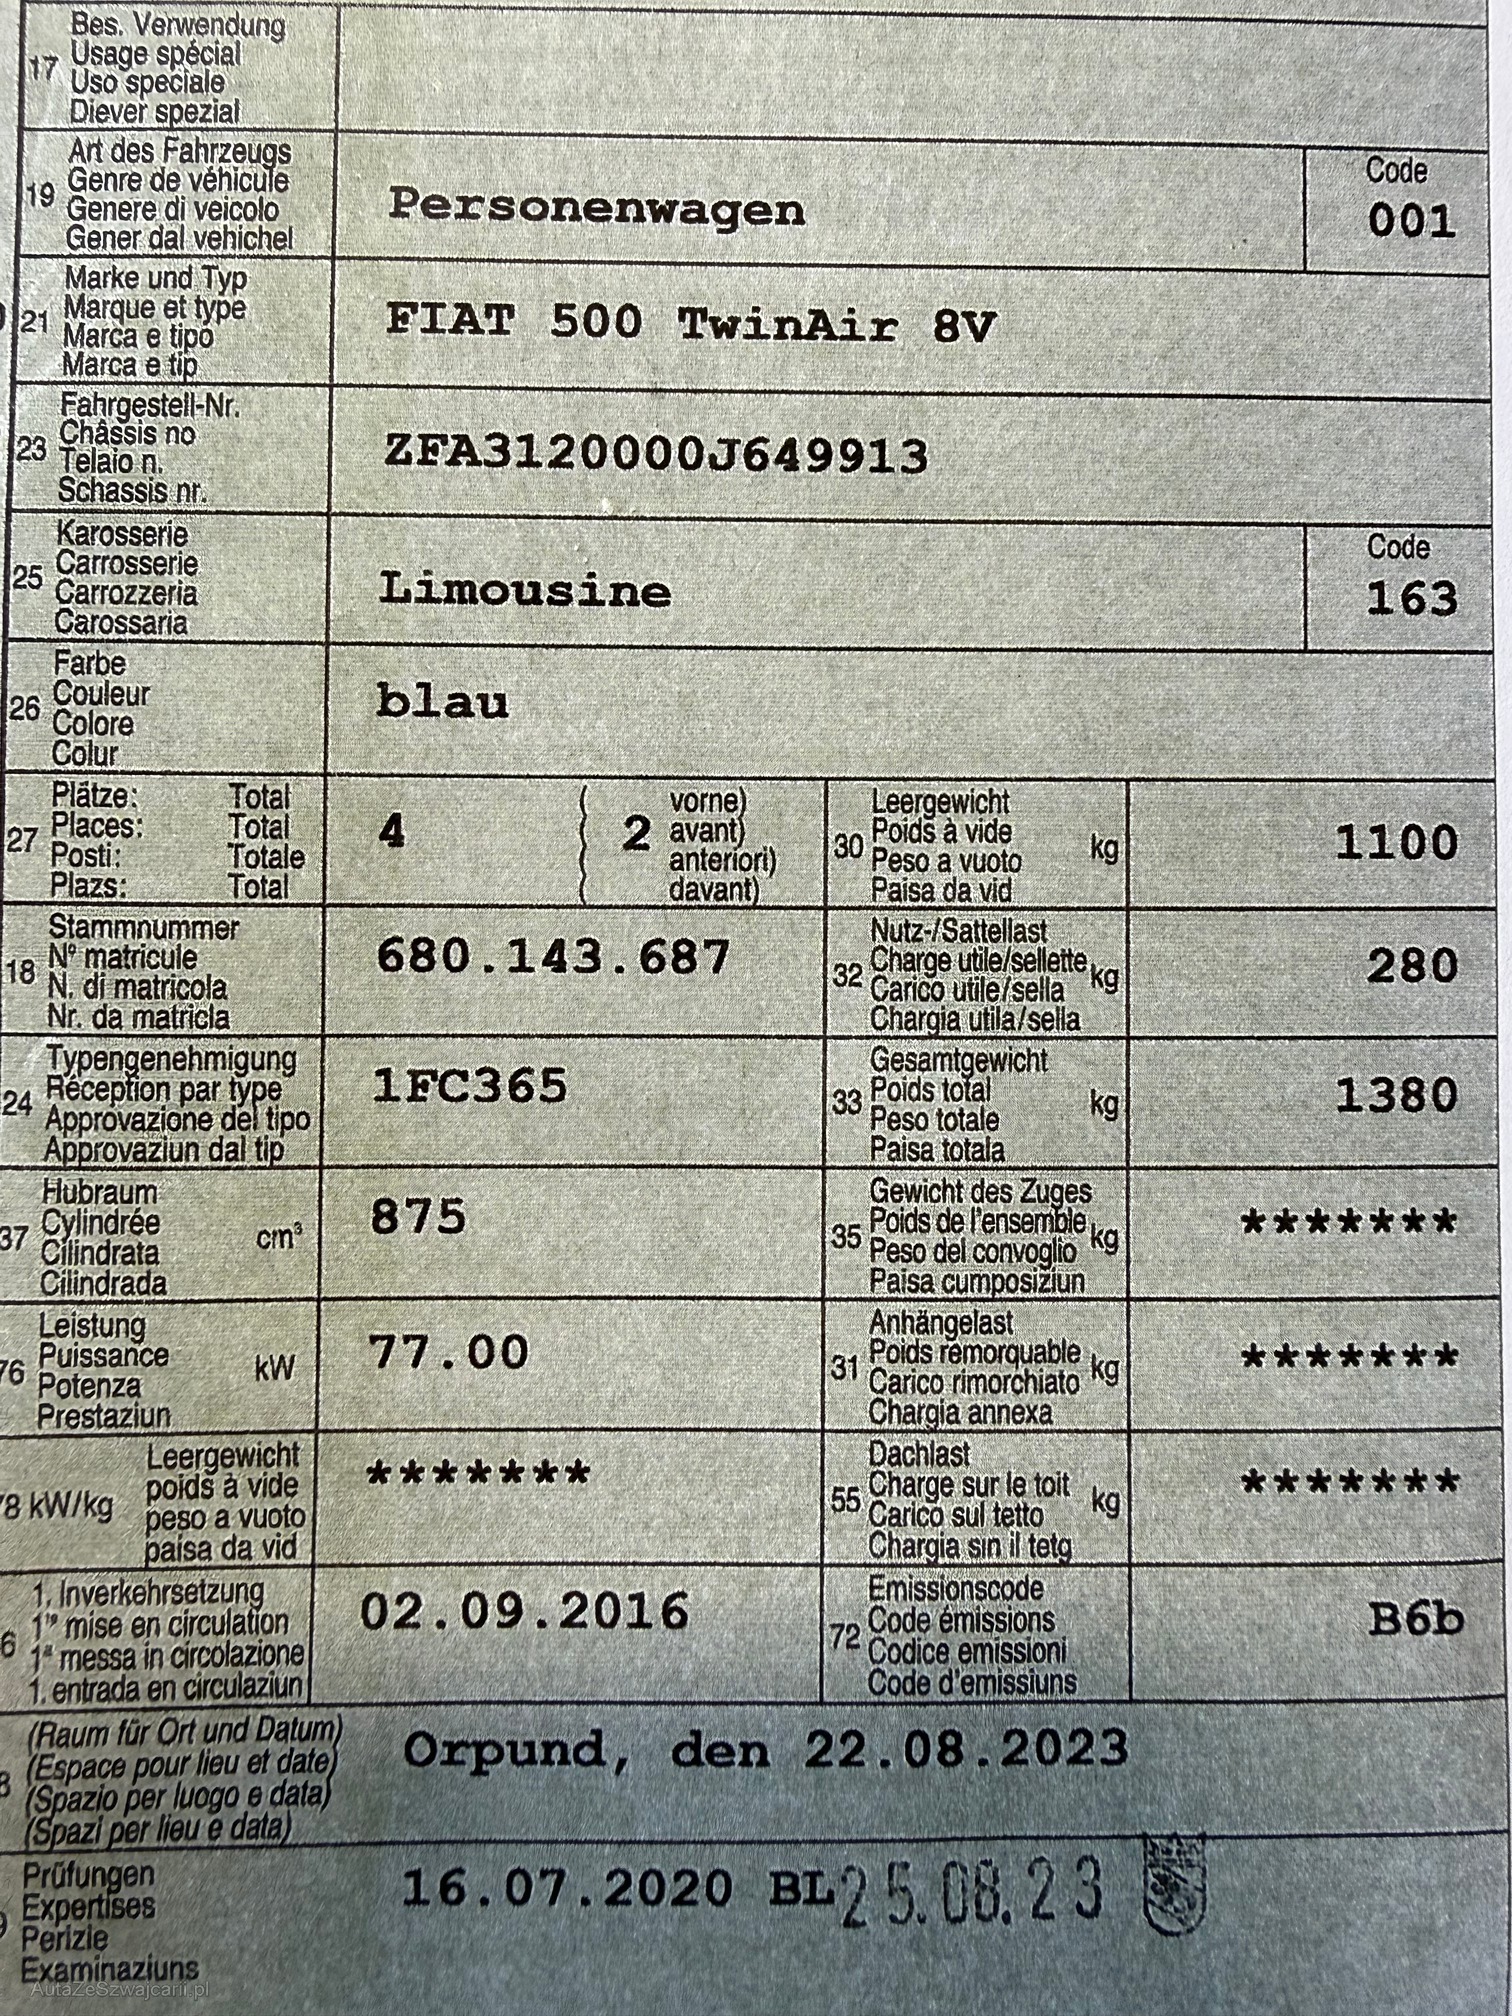 17
Bes. Verwendung
Usage spécial
Uso speciale
Diever spezial
19
Art des Fahrzeugs
Genre de véhicule
Genere di veicolo
Gener dal vehichel
Personenwagen
Code
001
21
Marke und Typ
Marque et type
Marca e tipo
Marca e tip
FIAT 500 TwinAir 8V
23
Fahrgestell-Nr.
Châssis no
Telaio n.
Schassis nr.
ZFA3120000J649913
25
Karosserie
Carrosserie
Carrozzeria
Carossaria
Limousine
Code
163
26
Farbe
Couleur
Colore
Colur
blau
27
Plätze: Total
Places: Total
Posti: Totale
Plazs: Total
4
2
vorne)
avant)
anteriori)
davant)
30
Leergewicht
Poids à vide
Peso a vuoto
Paisa da vid
kg
1100
18
Stammnummer
Nº matricule
N. di matricola
Nr. da matricla
680.143.687
32
Nutz-/Sattellast
Charge utile/sellette
Carico utile/sella
Chargia utila/sella
kg
280
24
Typengenehmigung
Réception par type
Approvazione del tipo
Approvaziun dal tip
1FC365
33
Gesamtgewicht
Poids total
Peso totale
Paisa totala
kg
1380
37
Hubraum
Cylindrée
Cilindrata
Cilindrada
cm³
875
35
Gewicht des Zuges
Poids de l'ensemble
Peso del convoglio
Paisa cumposiziun
kg
*******
76
Leistung
Puissance
Potenza
Prestaziun
kW
77.00
31
Anhängelast
Poids remorquable
Carico rimorchiato
Chargia annexa
kg
*******
78 kW/kg
Leergewicht
poids à vide
peso a vuoto
paisa da vid
*******
55
Dachlast
Charge sur le toit
Carico sul tetto
Chargia sin il tetg
kg
*******
6
1. Inverkehrsetzung
1re mise en circulation
1a messa in circolazione
1. entrada en circulaziun
02.09.2016
72
Emissionscode
Code émissions
Codice emissioni
Code d'emissiuns
B6b
8
(Raum für Ort und Datum)
(Espace pour lieu et date)
(Spazio per luogo e data)
(Spazi per lieu e data)
Orpund, den 22.08.2023
9
Prüfungen
Expertises
Perizie
Examinaziuns
16.07.2020 BL
25.08.23
AutaZeSzwajcarii.pl